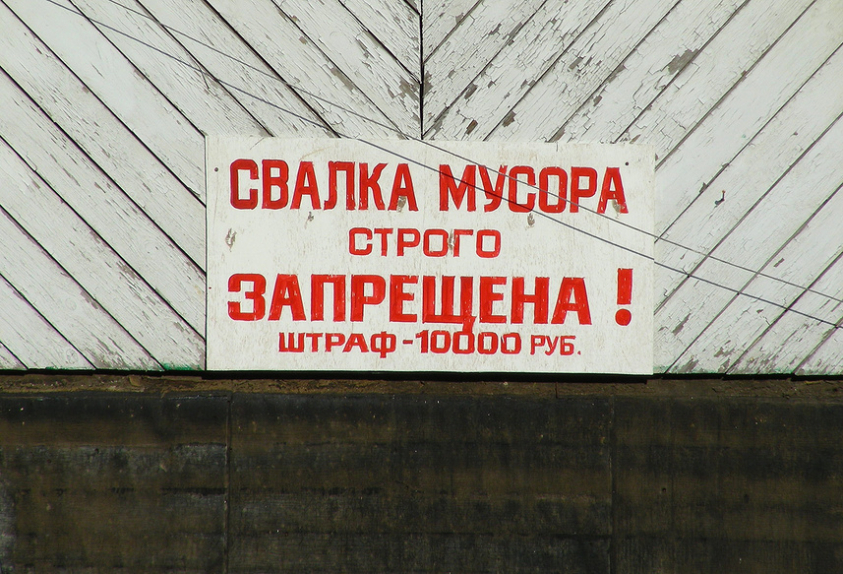 СВАЛКА МУСОРА
СТРОГО
ЗАПРЕЩЕНА !
ШТРАФ-10000 РУБ.